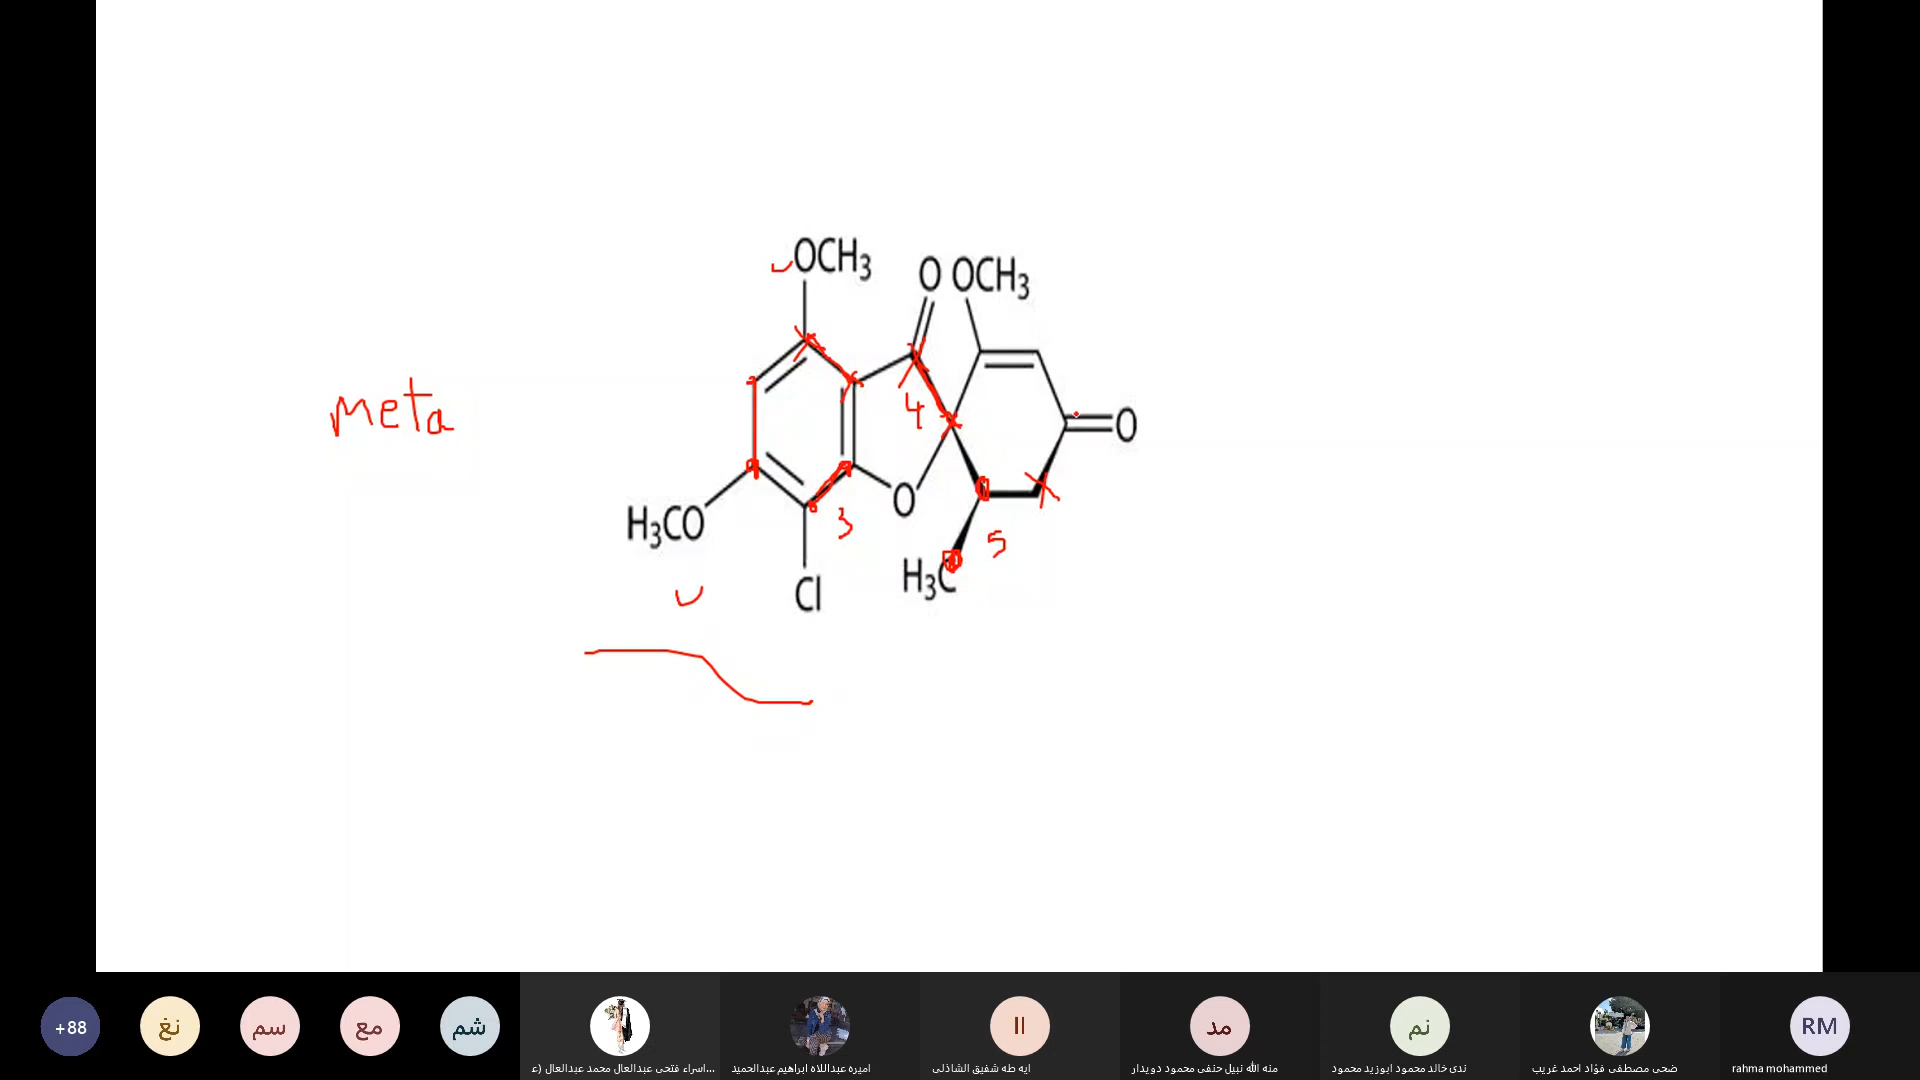 OCH3
O OCH3
meta
4
O
H3CO
O
3
5
Cl
H3C
+88
نغ
سم
مع
شم
II
مد
نم
RM
اسراء فتحى عبدالعال محمد عبدالعال (ع...
اميره عبداللاه ابراهيم عبدالحميد
ايه طه شفيق الشاذلى
منه الله نبيل حنفى محمود دويدار
ندى خالد محمود ابوزيد محمود
ضحى مصطفى فؤاد احمد غريب
rahma mohammed